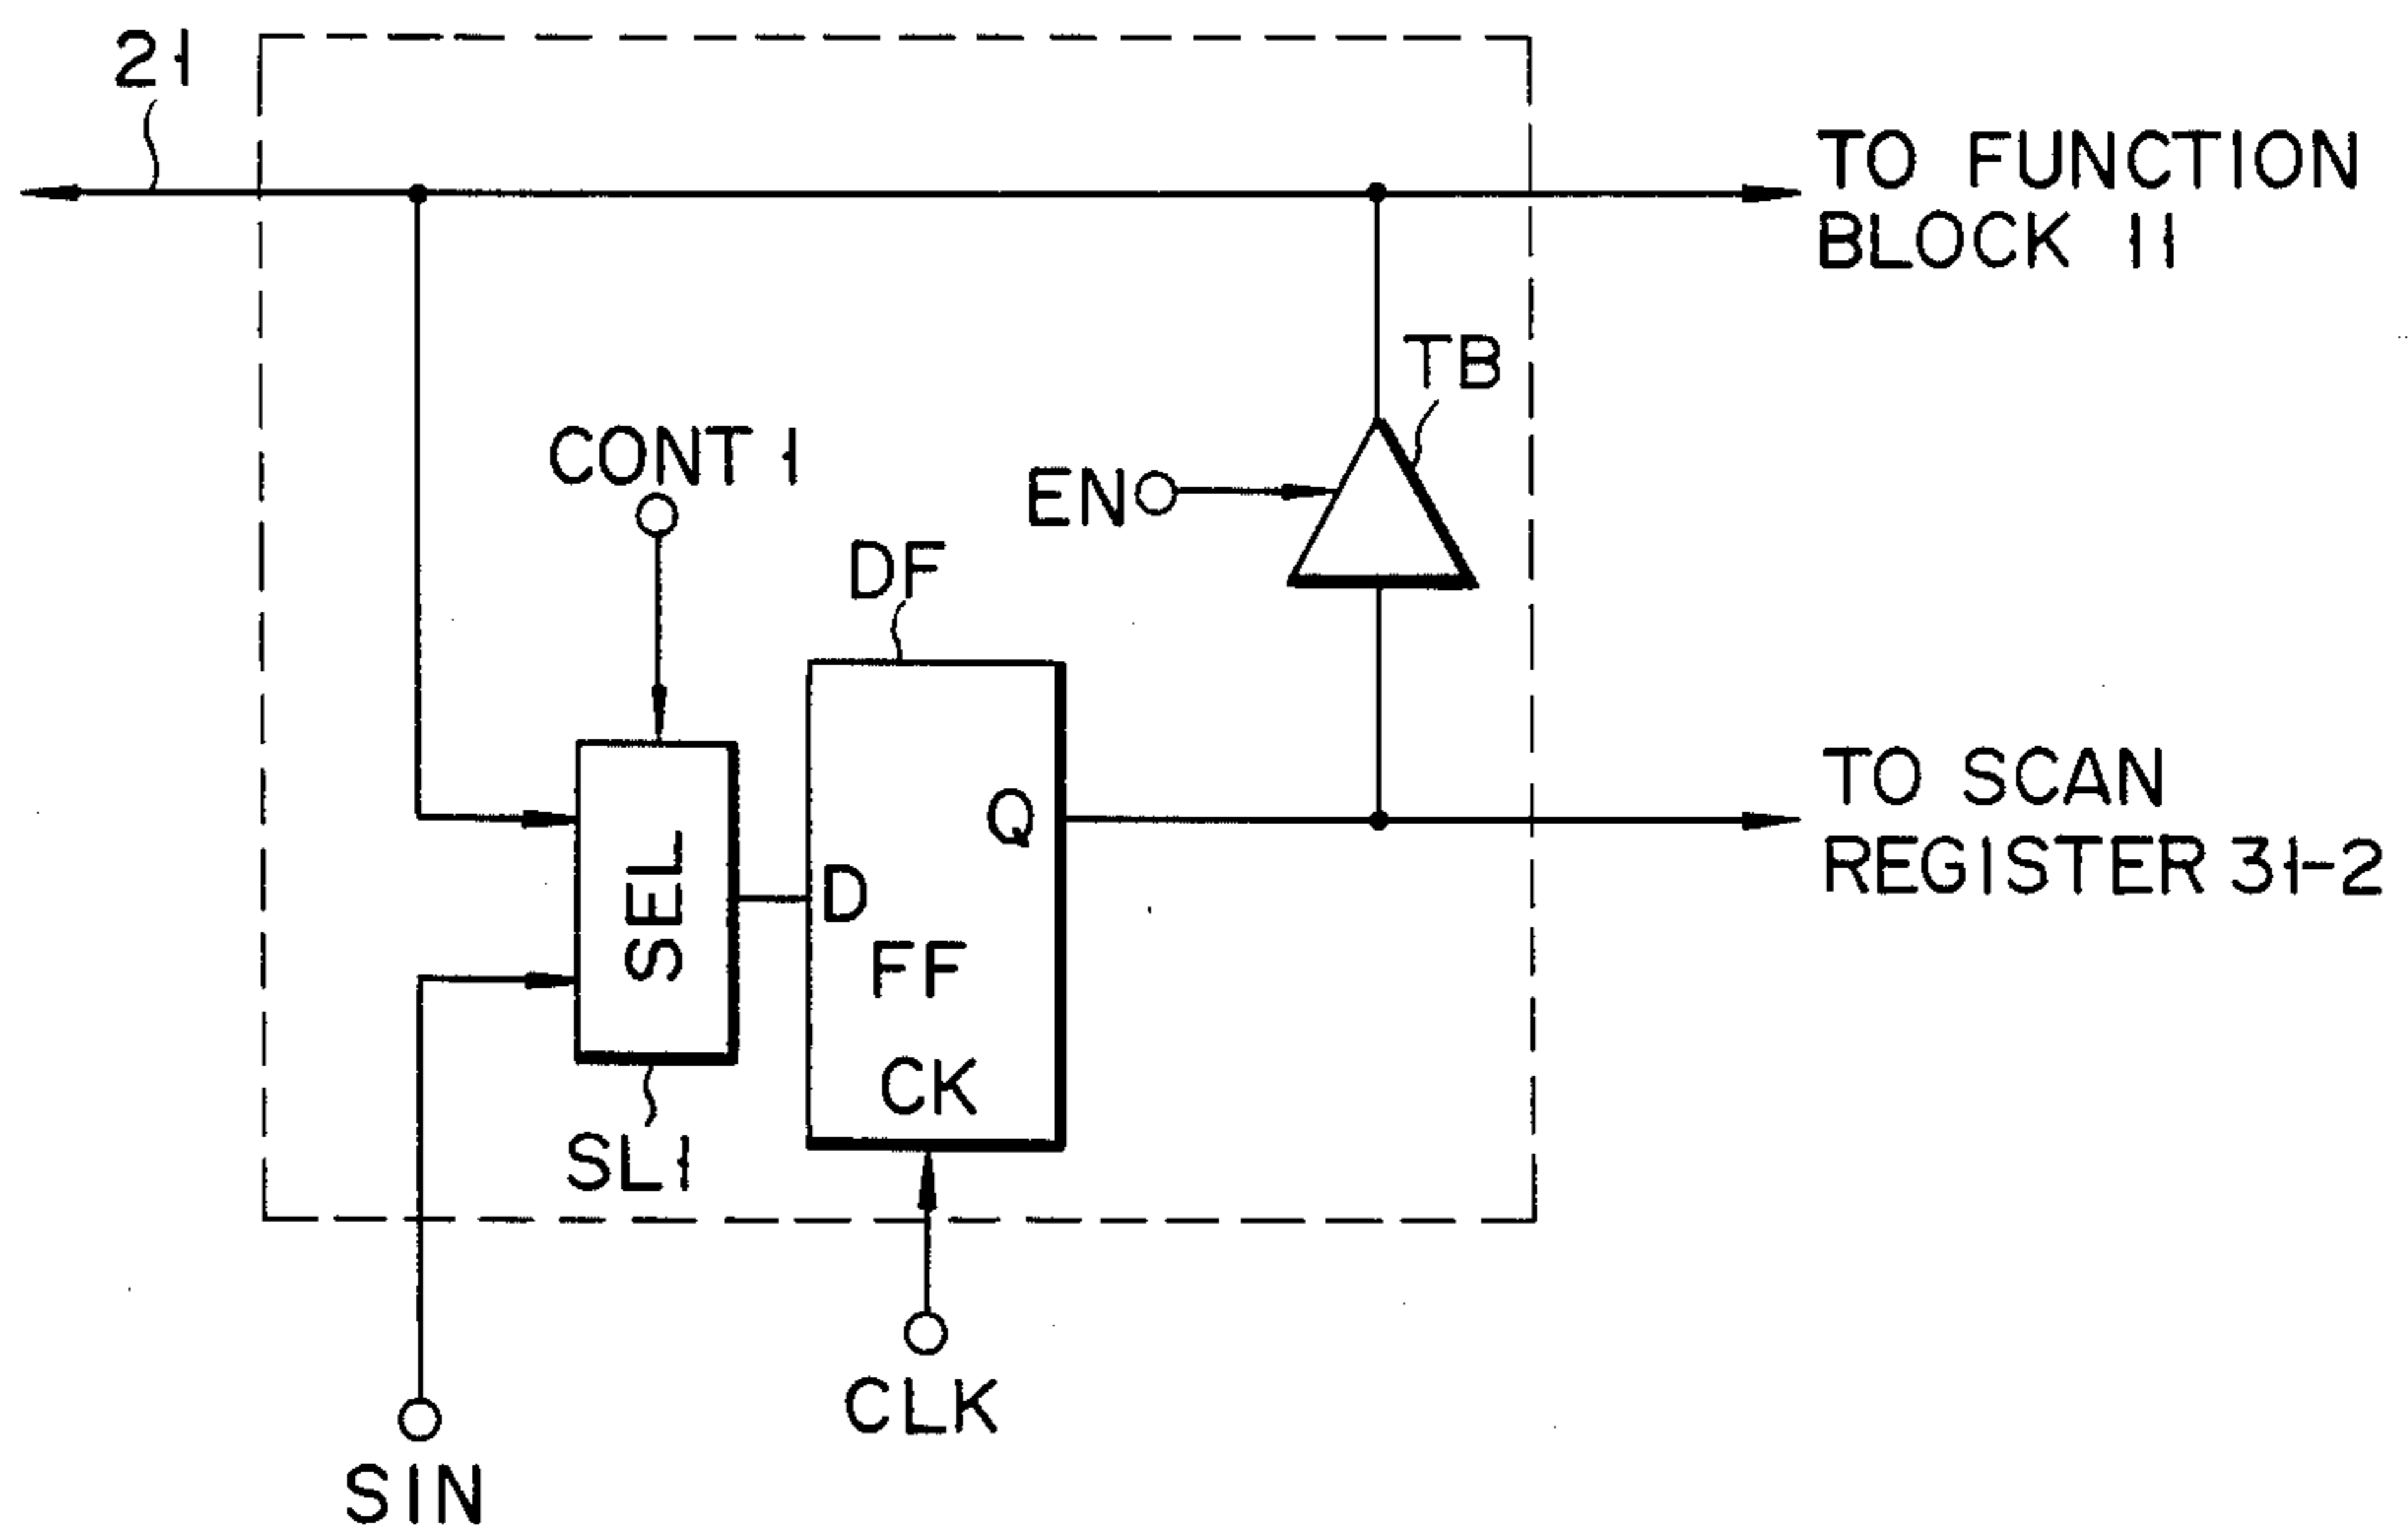 21
TO FUNCTION
BLOCK 11
TB
CONT 1
EN
DF
TO SCAN
REGISTER 31-2
Q
SEL
D
FF
CK
SL1
CLK
SIN